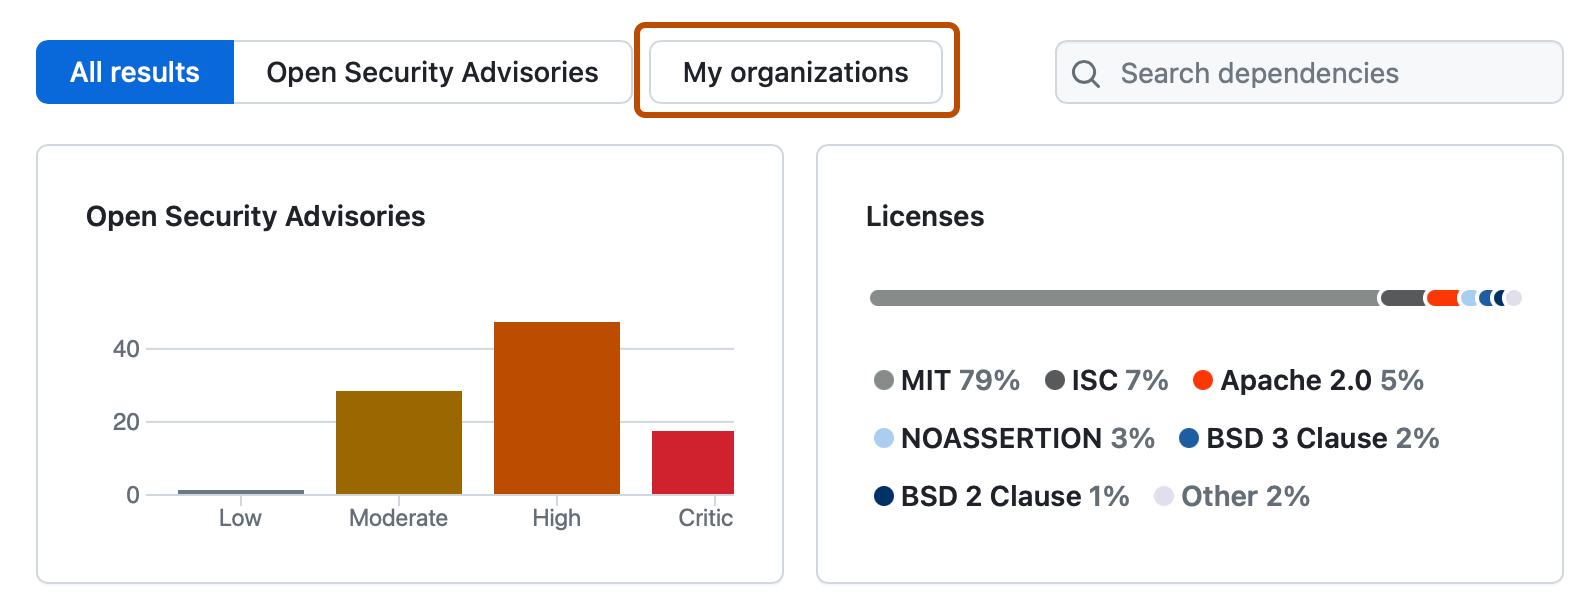 All results Open Security Advisories My organizations Search dependencies
Open Security Advisories
40
20
0
Low Moderate High Critic
Licenses
MIT 79% ISC 7% Apache 2.0 5%
NOASSERTION 3% BSD 3 Clause 2%
BSD 2 Clause 1% Other 2%